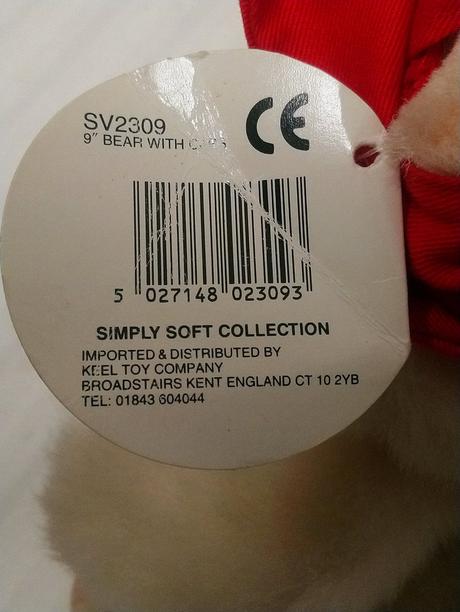 SV2309
CE
9" BEAR WITH
5 027148 023093
SIMPLY SOFT COLLECTION
IMPORTED & DISTRIBUTED BY
KEEL TOY COMPANY
BROADSTAIRS KENT ENGLAND CT 10 2YB
TEL: 01843 604044